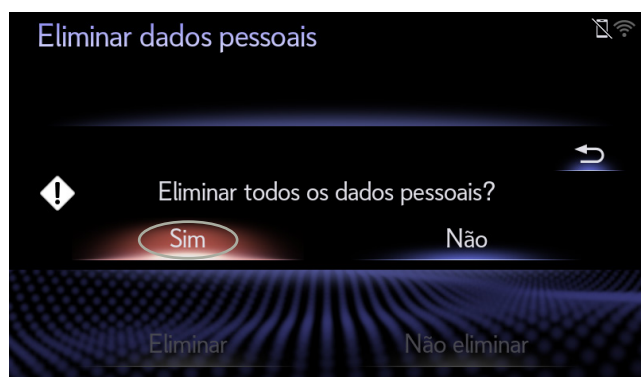 Eliminar dados pessoais
Eliminar todos os dados pessoais?
Sim Não
Eliminar Não eliminar